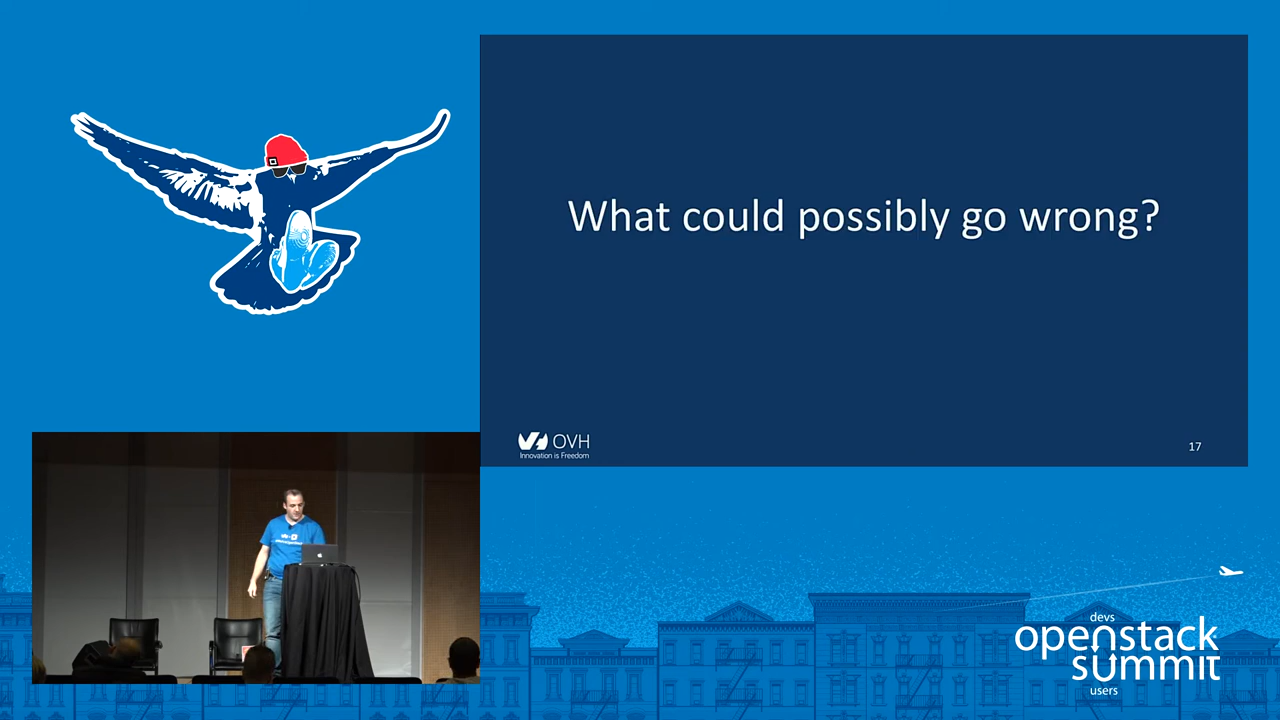 What could possibly go wrong?
OVH
Innovation is Freedom
17
devs
openstack
summit
users